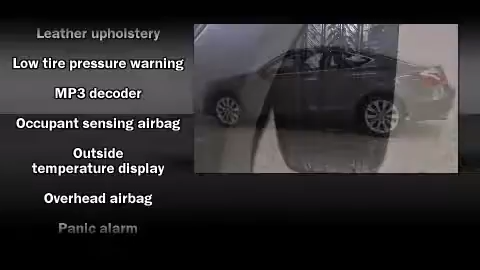 Leather upholstery
Low tire pressure warning
MP3 decoder
Occupant sensing airbag
Outside
temperature display
Overhead airbag
Panic alarm